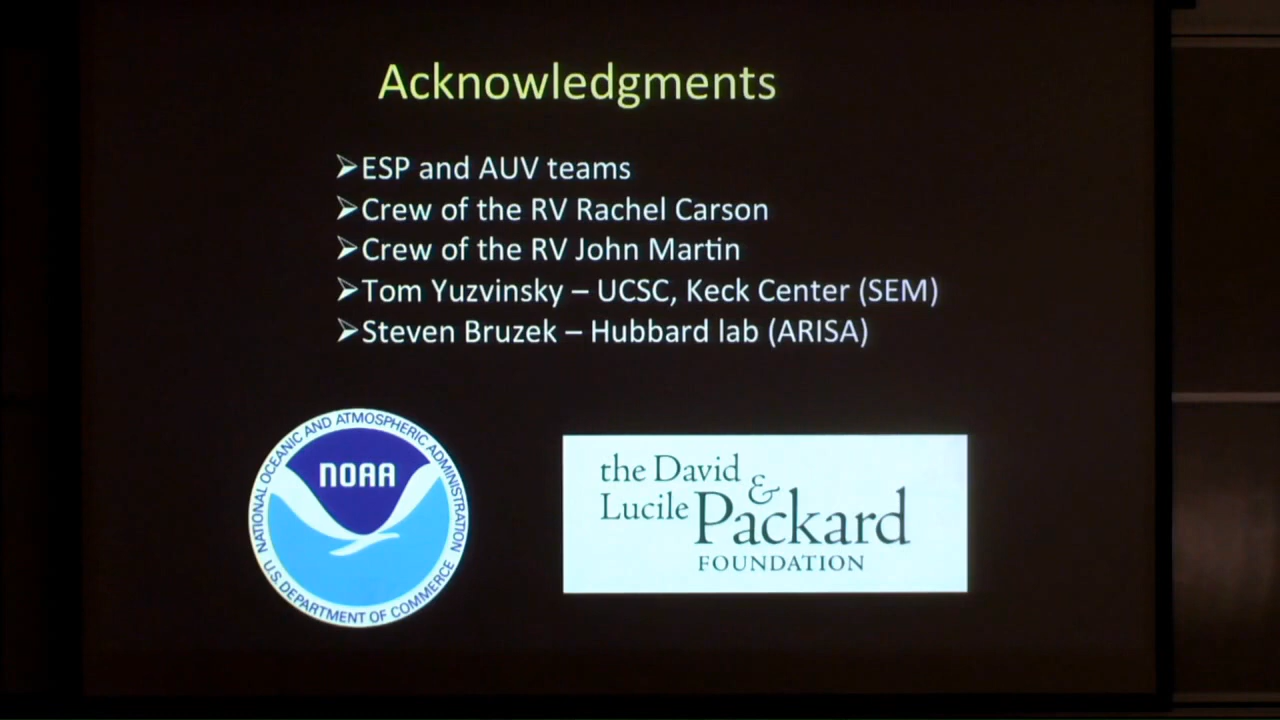 Acknowledgments
➢ESP and AUV teams
➢Crew of the RV Rachel Carson
➢Crew of the RV John Martin
➢Tom Yuzvinsky – UCSC, Keck Center (SEM)
➢Steven Bruzek – Hubbard lab (ARISA)
NATIONAL OCEANIC AND ATMOSPHERIC ADMINISTRATION
NOAA
U.S. DEPARTMENT OF COMMERCE
the David &
Lucile Packard
FOUNDATION